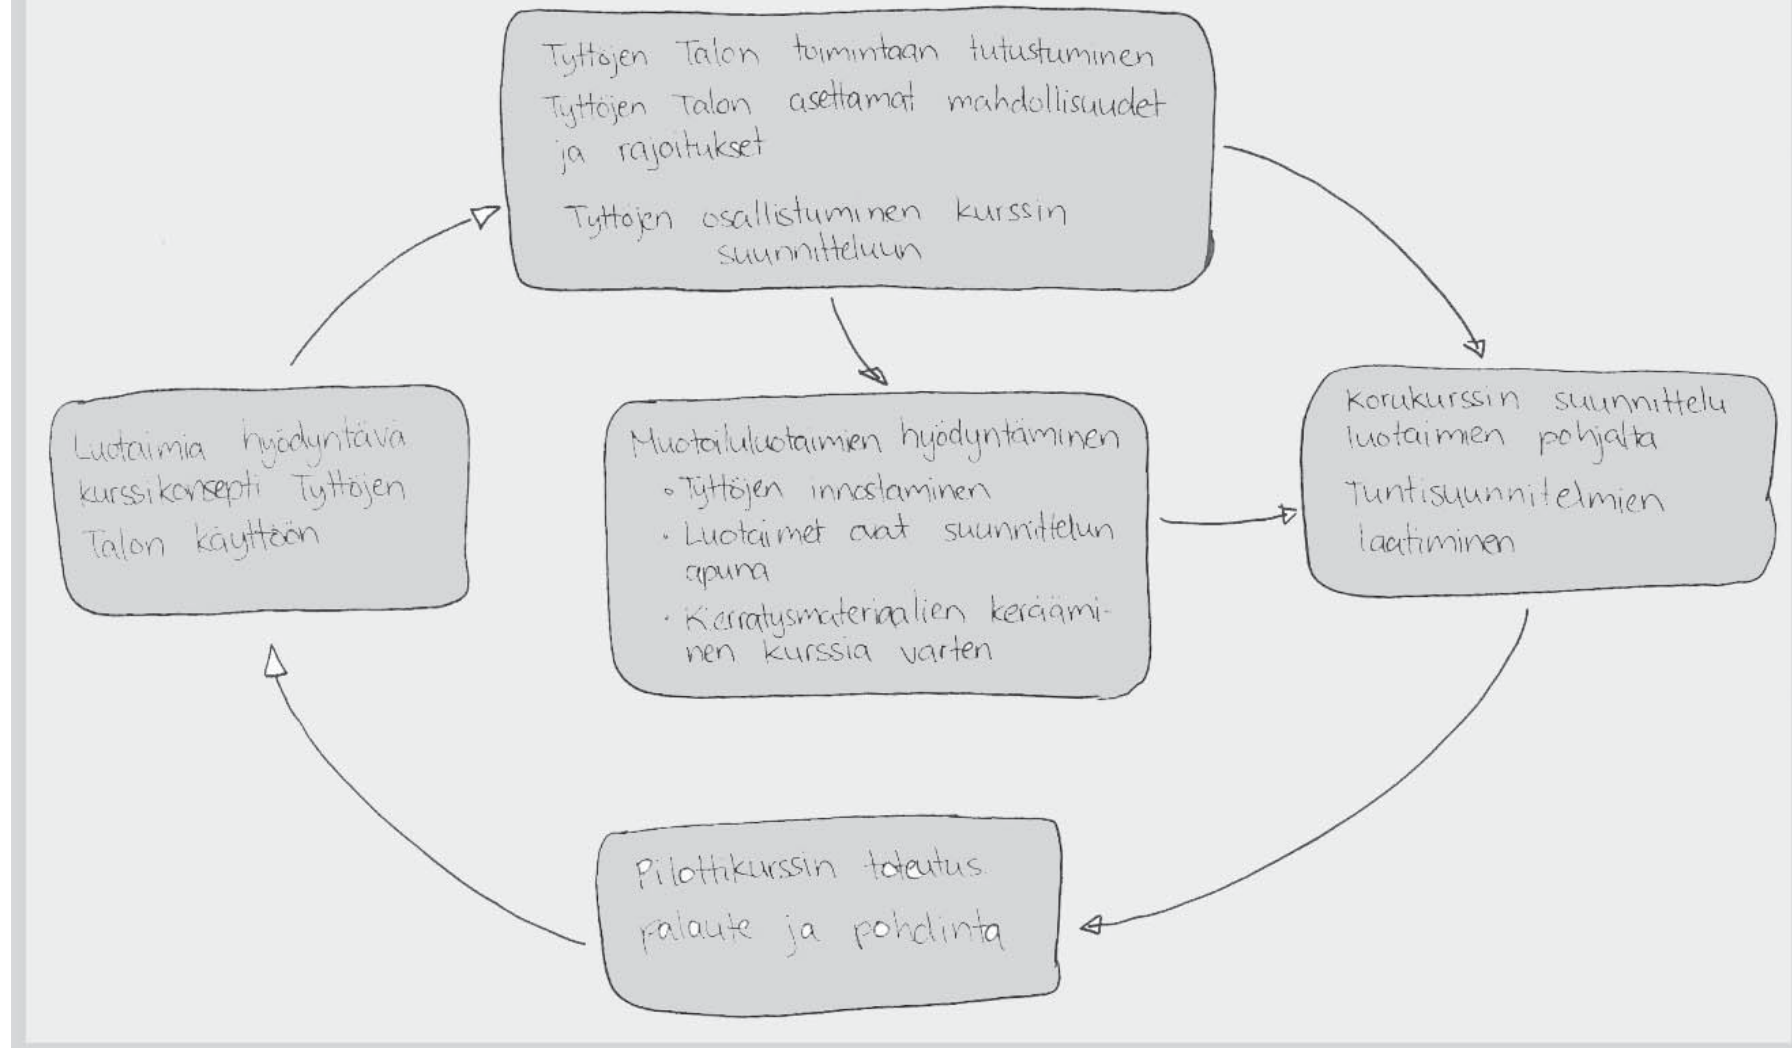 Tyttöjen Talon toimintaan tutustuminen
Tyttöjen Talon asettamat mahdollisuudet
ja rajoitukset
Tyttöjen osallistuminen kurssin
suunnitteluun
Luotaimia hyödyntävä
kurssikonsepti Tyttöjen
Talon käyttöön
Muotoiluluotaimien hyödyntäminen
• Tyttöjen innostaminen
• Luotaimet ovat suunnittelun
apuna
• Kierrätysmateriaalien keräämi-
nen kurssia varten
Korukurssin suunnittelu
luotaimien pohjalta
Tuntisuunnitelmien
laatiminen
Pilottikurssin toteutus
Palaute ja pohdinta